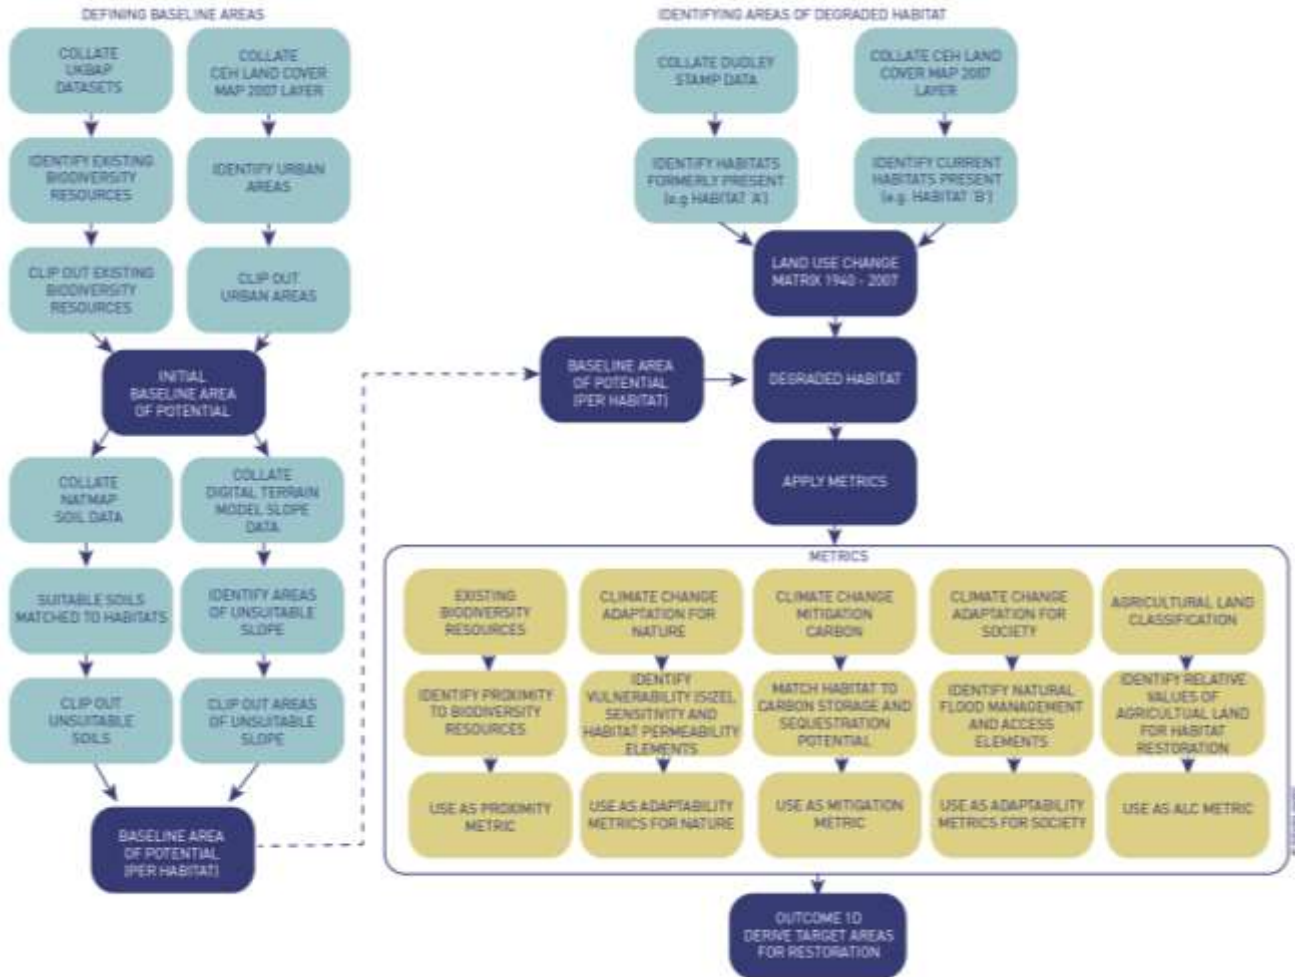 DEFINING BASELINE AREAS
COLLATE
UKBAP
DATASETS
COLLATE
CEH LAND COVER
MAP 2007 LAYER
IDENTIFY EXISTING
BIODIVERSITY
RESOURCES
IDENTIFY URBAN
AREAS
CLIP OUT EXISTING
BIODIVERSITY
RESOURCES
CLIP OUT
URBAN AREAS
INITIAL
BASELINE AREA
OF POTENTIAL
COLLATE
NATMAP
SOIL DATA
COLLATE
DIGITAL TERRAIN
MODEL SLOPE
DATA
SUITABLE SOILS
MATCHED TO HABITATS
IDENTIFY AREAS
OF UNSUITABLE
SLOPE
CLIP OUT
UNSUITABLE
SOILS
CLIP OUT AREAS
OF UNSUITABLE
SLOPE
BASELINE AREA
OF POTENTIAL
(PER HABITAT)
IDENTIFYING AREAS OF DEGRADED HABITAT
COLLATE DUDLEY
STAMP DATA
COLLATE CEH LAND
COVER MAP 2007
LAYER
IDENTIFY HABITATS
FORMERLY PRESENT
(e.g HABITAT 'A')
IDENTIFY CURRENT
HABITATS PRESENT
(e.g. HABITAT 'B')
LAND USE CHANGE
MATRIX 1940 - 2007
BASELINE AREA
OF POTENTIAL
(PER HABITAT)
DEGRADED HABITAT
APPLY METRICS
METRICS
EXISTING
BIODIVERSITY
RESOURCES
CLIMATE CHANGE
ADAPTATION FOR
NATURE
CLIMATE CHANGE
MITIGATION
CARBON
CLIMATE CHANGE
ADAPTATION FOR
SOCIETY
AGRICULTURAL LAND
CLASSIFICATION
IDENTIFY PROXIMITY
TO BIODIVERSITY
RESOURCES
IDENTIFY
VULNERABILITY (SIZE),
SENSITIVITY AND
HABITAT PERMEABILITY
ELEMENTS
MATCH HABITAT TO
CARBON STORAGE AND
SEQUESTRATION
POTENTIAL
IDENTIFY NATURAL
FLOOD MANAGEMENT
AND ACCESS
ELEMENTS
IDENTIFY RELATIVE
VALUES OF
AGRICULTUAL LAND
FOR HABITAT
RESTORATION
USE AS PROXIMITY
METRIC
USE AS ADAPTABILITY
METRICS FOR NATURE
USE AS MITIGATION
METRIC
USE AS ADAPTABILITY
METRICS FOR SOCIETY
USE AS ALC METRIC
OUTCOME 1D
DERIVE TARGET AREAS
FOR RESTORATION